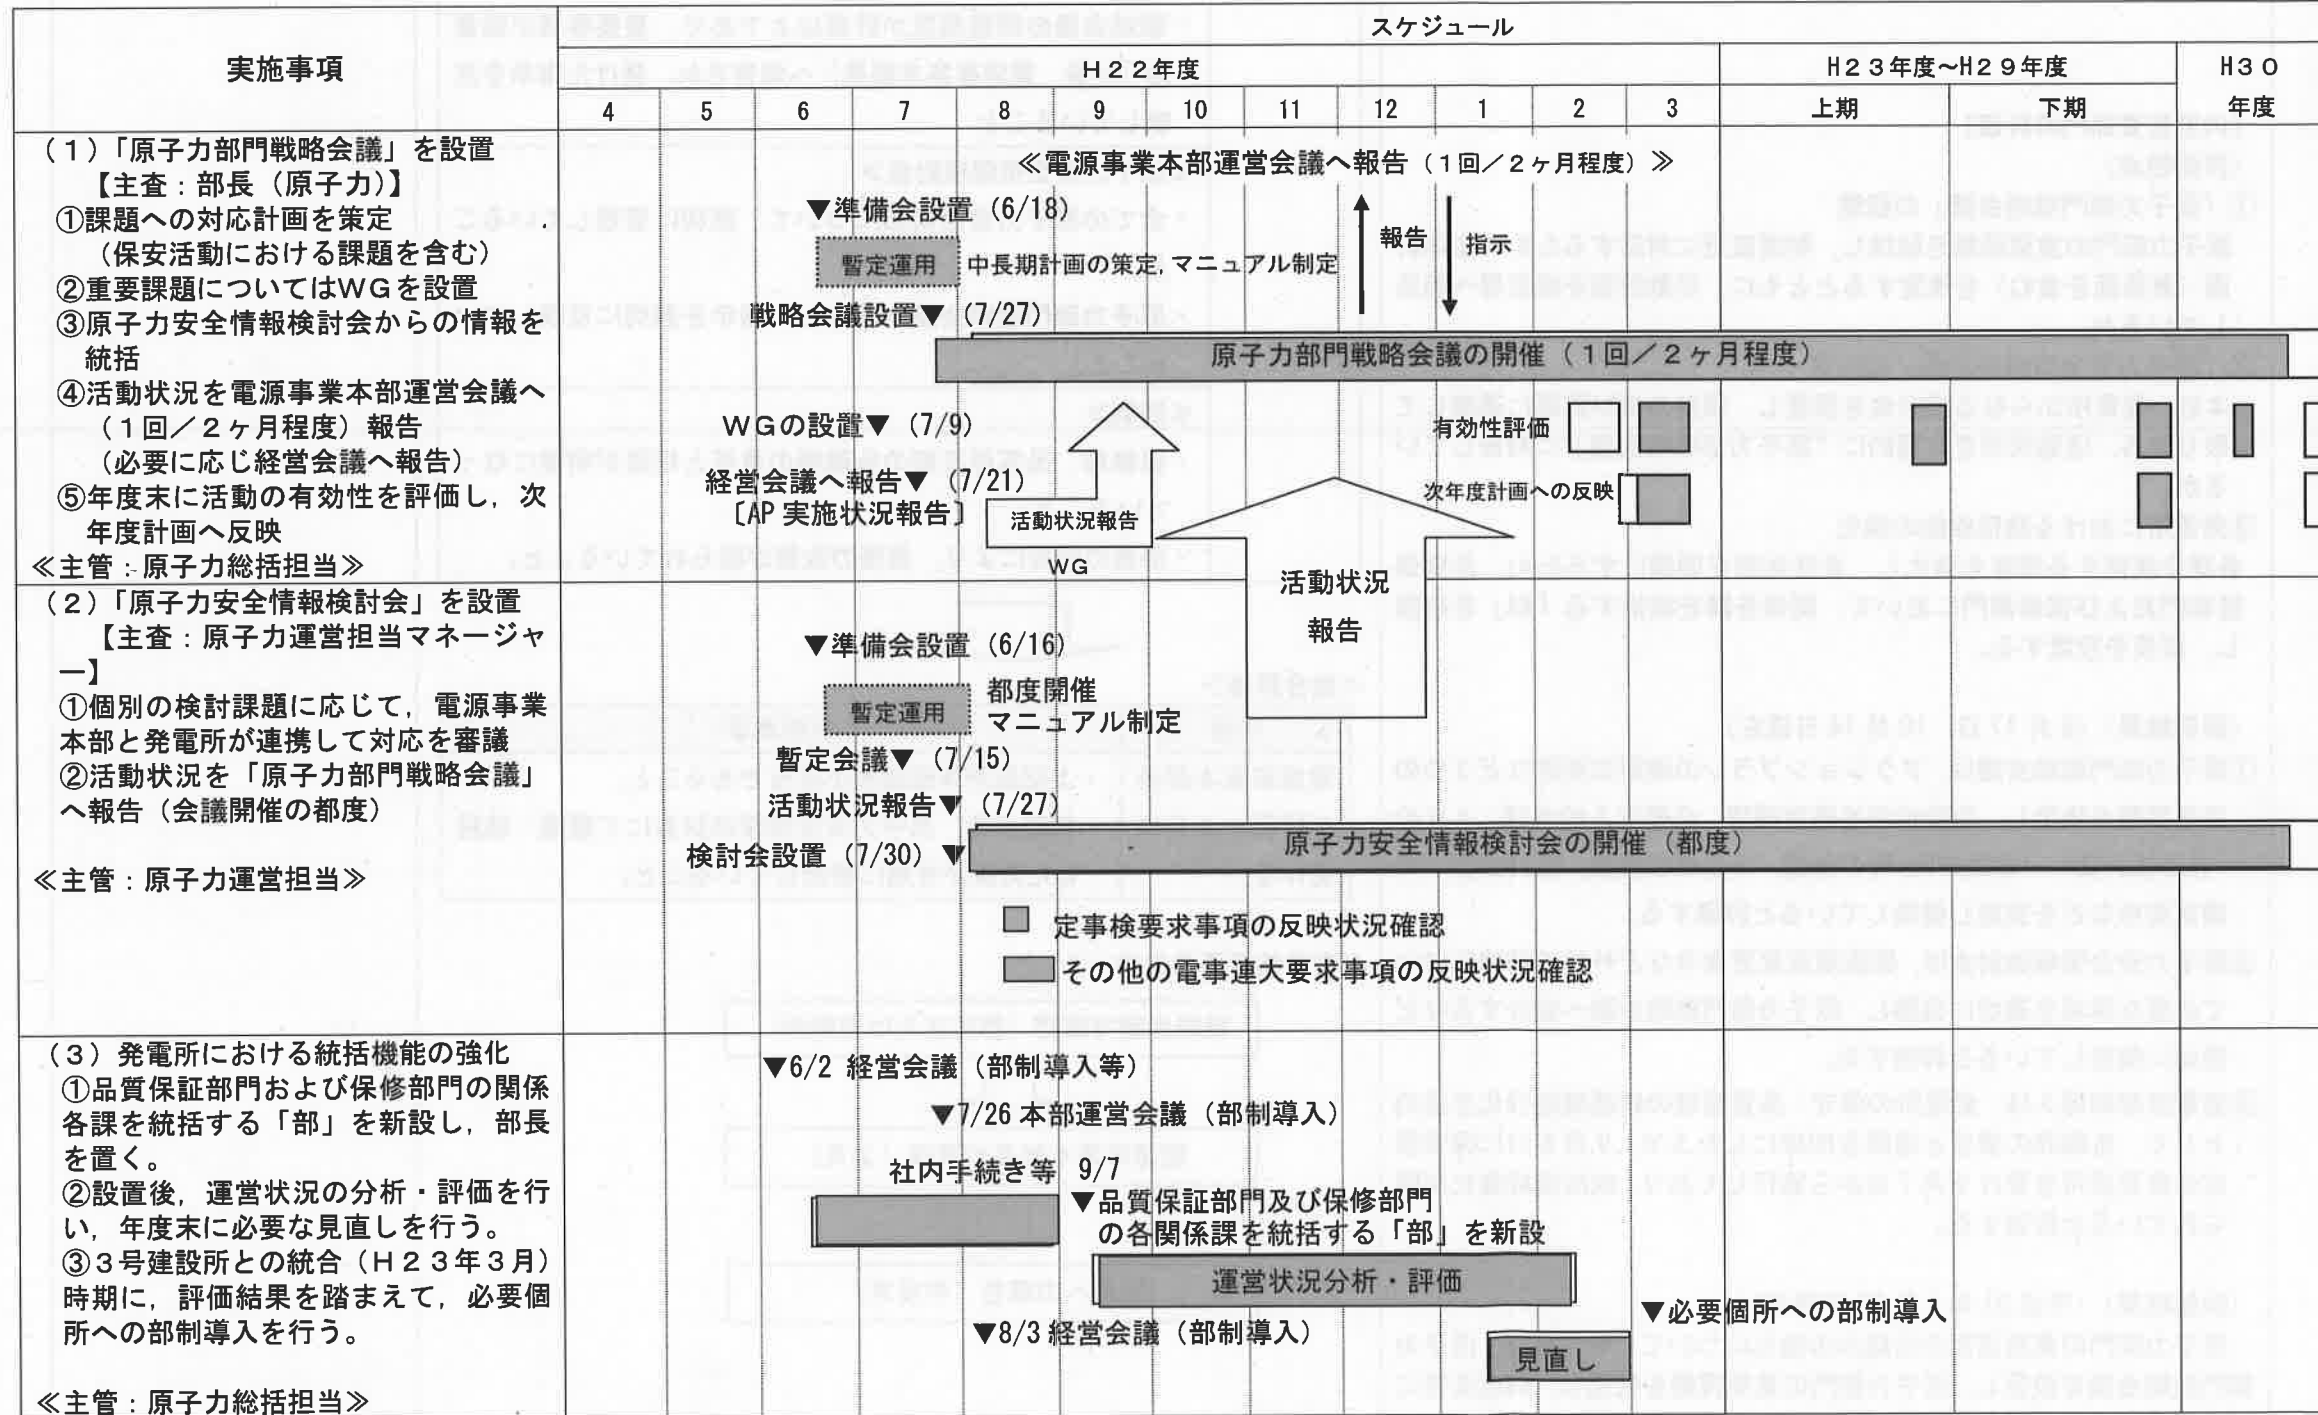 実施事項
スケジュール
H22年度
H23年度～H29年度
H30
年度
4 5 6 7 8 9 10 11 12 1 2 3 上期 下期
(1)「原子力部門戦略会議」を設置
【主査：部長（原子力）】
①課題への対応計画を策定
（保安活動における課題を含む）
②重要課題についてはWGを設置
③原子力安全情報検討会からの情報を
統括
④活動状況を電源事業本部運営会議へ
（1回／2ヶ月程度）報告
（必要に応じ経営会議へ報告）
⑤年度末に活動の有効性を評価し，次
年度計画へ反映
≪主管：原子力総括担当≫
≪電源事業本部運営会議へ報告（1回／2ヶ月程度）≫
▼準備会設置（6/18）
報告
指示
暫定運用
中長期計画の策定，マニュアル制定
戦略会議設置▼（7/27）
原子力部門戦略会議の開催（1回／2ヶ月程度）
WGの設置▼（7/9）
有効性評価
経営会議へ報告▼（7/21）
〔AP 実施状況報告〕
次年度計画への反映
活動状況報告
WG
活動状況
報告
(2)「原子力安全情報検討会」を設置
【主査：原子力運営担当マネージャ
ー】
①個別の検討課題に応じて，電源事業
本部と発電所が連携して対応を審議
②活動状況を「原子力部門戦略会議」
へ報告（会議開催の都度）
≪主管：原子力運営担当≫
▼準備会設置（6/16）
暫定運用
都度開催
マニュアル制定
暫定会議▼（7/15）
活動状況報告▼（7/27）
検討会設置（7/30）▼
原子力安全情報検討会の開催（都度）
定事検要求事項の反映状況確認
その他の電事連大要求事項の反映状況確認
(3) 発電所における統括機能の強化
①品質保証部門および保修部門の関係
各課を統括する「部」を新設し，部長
を置く。
②設置後，運営状況の分析・評価を行
い，年度末に必要な見直しを行う。
③3号建設所との統合（H23年3月）
時期に，評価結果を踏まえて，必要個
所への部制導入を行う。
≪主管：原子力総括担当≫
▼6/2 経営会議（部制導入等）
▼7/26 本部運営会議（部制導入）
社内手続き等 9/7
▼品質保証部門及び保修部門
の各関係課を統括する「部」を新設
運営状況分析・評価
▼8/3 経営会議（部制導入）
▼必要個所への部制導入
見直し